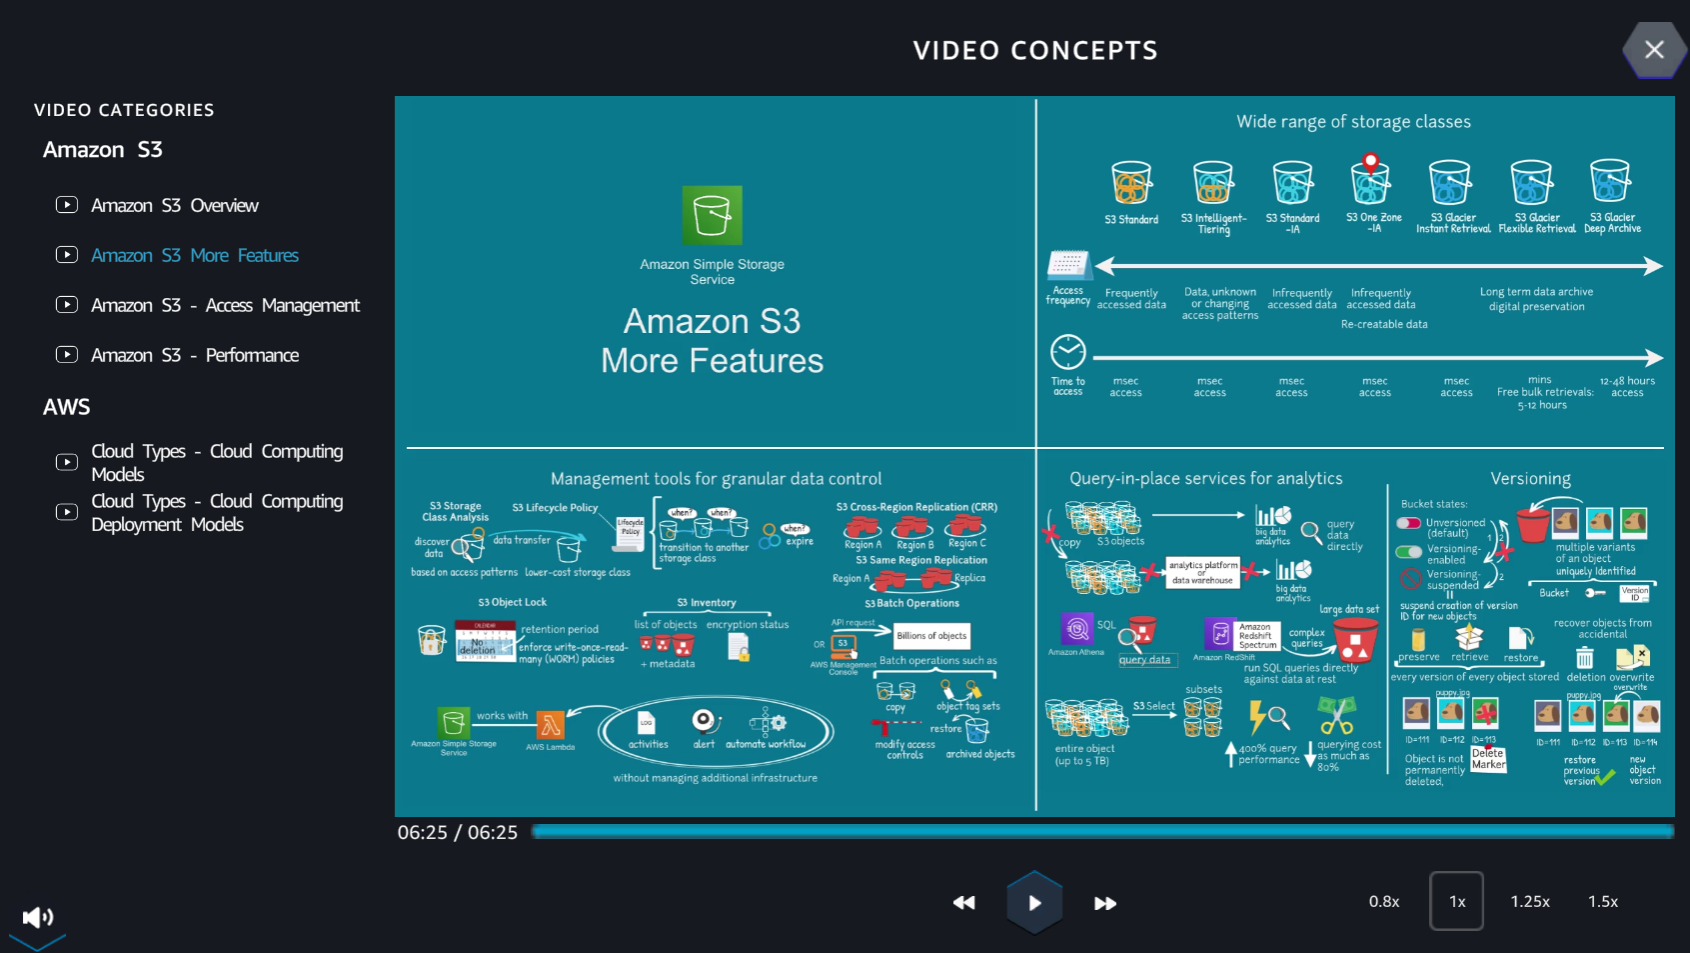 VIDEO CONCEPTS
VIDEO CATEGORIES
Amazon S3
Amazon S3 Overview
Amazon S3 More Features
Amazon S3 - Access Management
Amazon S3 - Performance
AWS
Cloud Types - Cloud Computing
Models
Cloud Types - Cloud Computing
Deployment Models
Amazon Simple Storage
Service
Amazon S3
More Features
Wide range of storage classes
S3 Standard
S3 Intelligent-
Tiering
S3 Standard
-IA
S3 One Zone
-IA
S3 Glacier
Instant Retrieval
S3 Glacier
Flexible Retrieval
S3 Glacier
Deep Archive
Access
frequency
Frequently
accessed data
Data, unknown
or changing
access patterns
Infrequently
accessed data
Infrequently
accessed data
Re-creatable data
Long term data archive
digital preservation
Time to
access
msec
access
msec
access
msec
access
msec
access
msec
access
mins
Free bulk retrievals:
5-12 hours
12-48 hours
access
Management tools for granular data control
S3 Storage
Class Analysis
discover
data
based on access patterns
S3 Lifecycle Policy
data transfer
lower-cost storage class
Lifecycle
Policy
when?
when?
transition to another
storage class
when?
expire
S3 Cross-Region Replication (CRR)
Region A
Region B
Region C
S3 Same Region Replication
Region A
Replica
S3 Object Lock
CALENDAR
No
deletion
retention period
enforce write-once-read-
many (WORM) policies
S3 Inventory
list of objects
encryption status
+ metadata
S3 Batch Operations
API request
OR
S3
AWS Management
Console
Billions of objects
Batch operations such as
copy
object tag sets
modify access
controls
restore
archived objects
Amazon Simple Storage
Service
works with
AWS Lambda
LOG
activities
alert
automate workflow
without managing additional infrastructure
Query-in-place services for analytics
copy
S3 objects
big data
analytics
query
data
directly
analytics platform
or
data warehouse
big data
analytics
Amazon Athena
SQL
query data
Amazon RedShift
Amazon
Redshift
Spectrum
complex
queries
large data set
run SQL queries directly
against data at rest
entire object
(up to 5 TB)
S3 Select
subsets
400% query
performance
querying cost
as much as
80%
Versioning
Bucket states:
Unversioned
(default)
Versioning-
enabled
Versioning-
suspended
1
2
2
suspend creation of version
ID for new objects
multiple variants
of an object
uniquely Identified
Bucket
Version
ID
preserve
retrieve
restore
every version of every object stored
recover objects from
accidental
deletion
overwrite
puppy.jpg
ID=111
ID=112
ID=113
Delete
Marker
Object is not
permanently
deleted,
puppy.jpg
overwrite
ID=111
ID=112
ID=113
ID=114
restore
previous
version
new
object
version
06:25 / 06:25
0.8x
1x
1.25x
1.5x